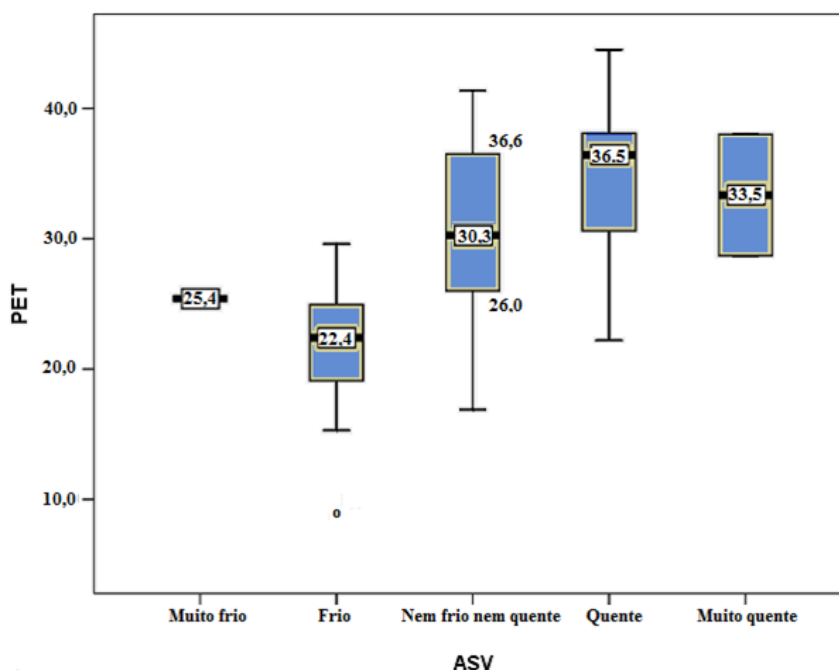 40,0
30,0
20,0
10,0
PET
25,4
22,4
36,6
30,3
26,0
36,5
33,5
Muito frio
Frio
Nem frio nem quente
Quente
Muito quente
ASV